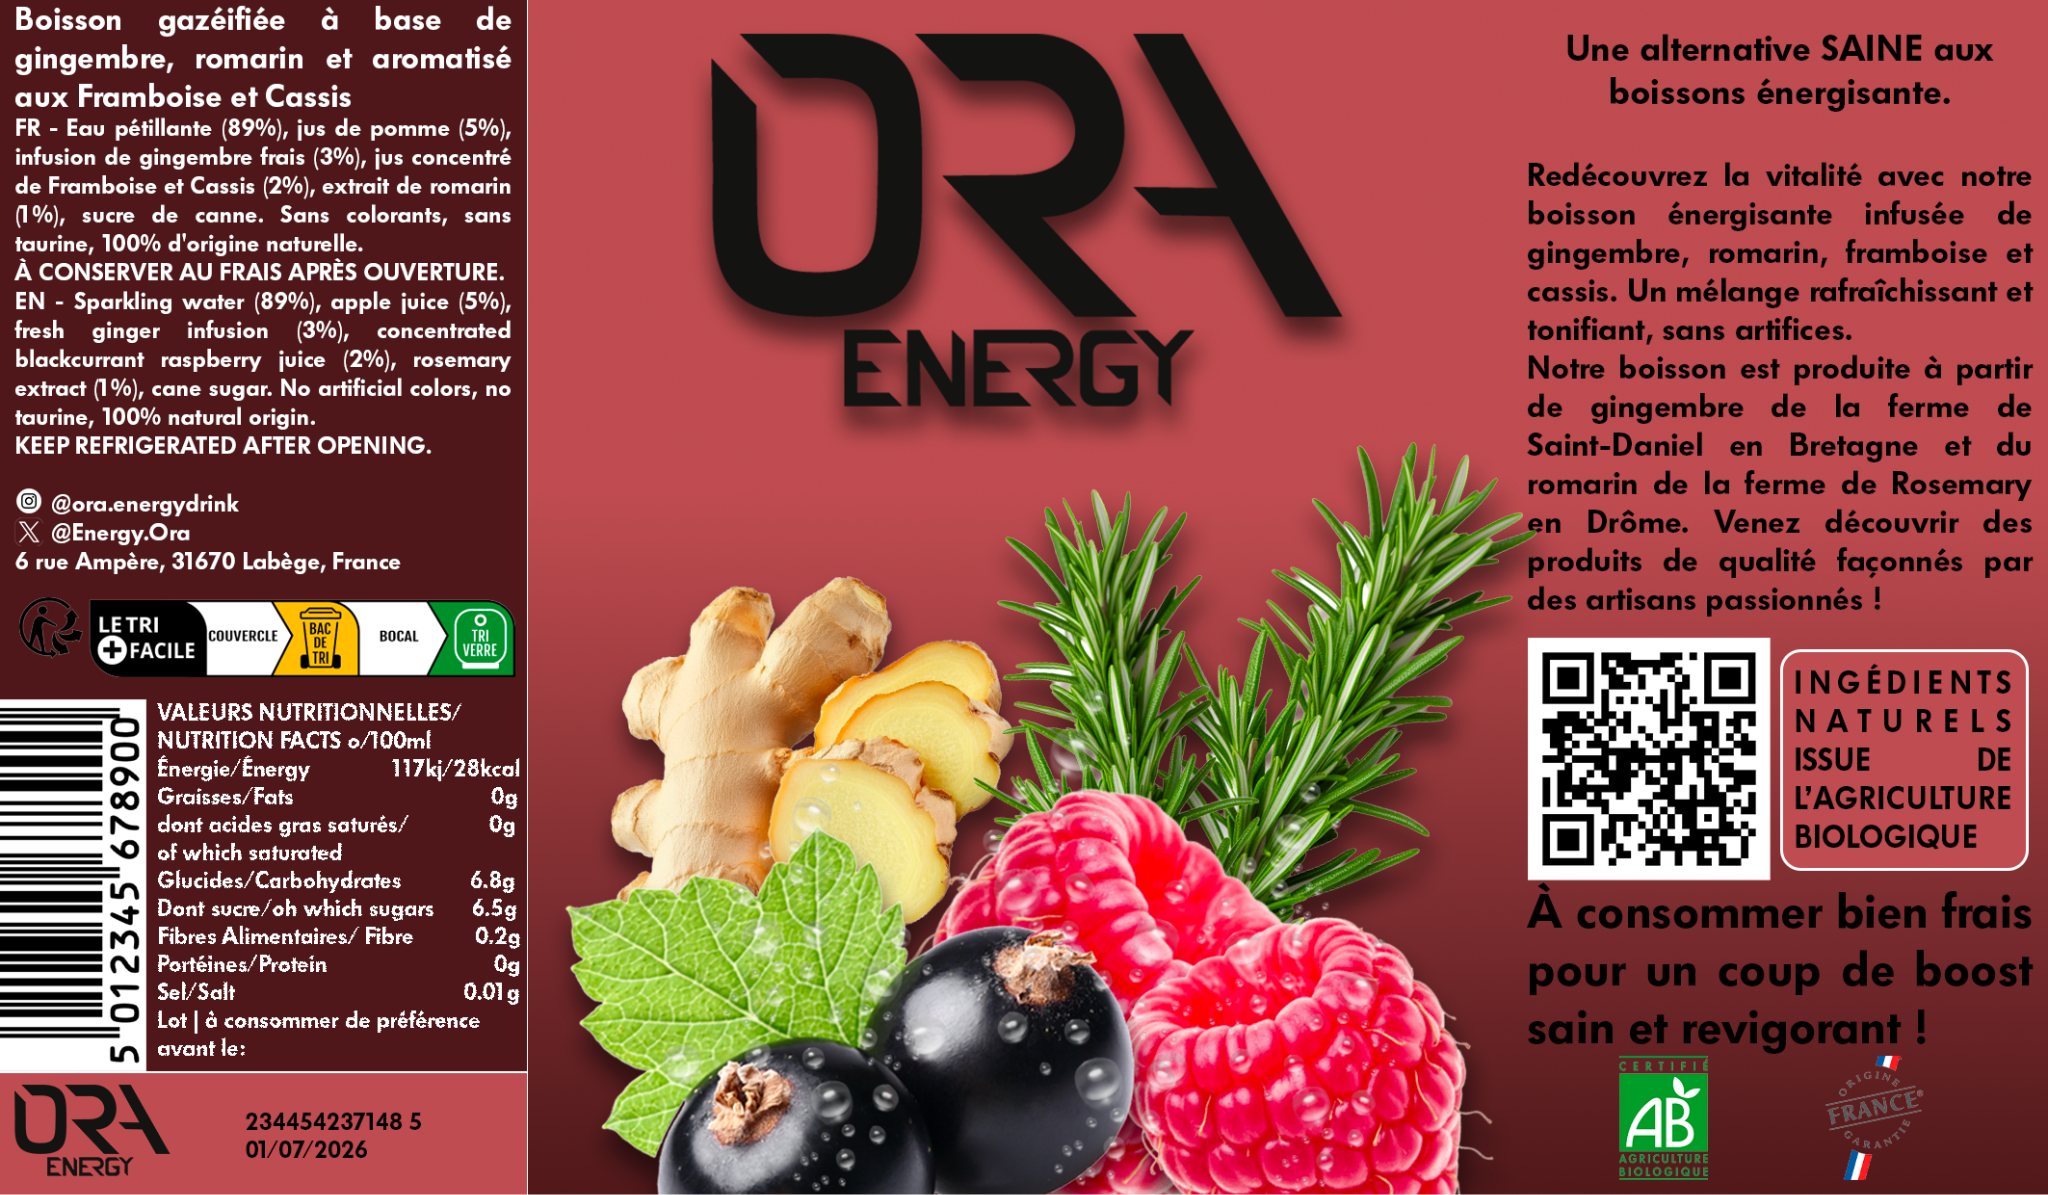 Boisson gazéifiée à base de
gingembre, romarin et aromatisé
aux Framboise et Cassis
FR - Eau pétillante (89%), jus de pomme (5%),
infusion de gingembre frais (3%), jus concentré
de Framboise et Cassis (2%), extrait de romarin
(1%), sucre de canne. Sans colorants, sans
taurine, 100% d'origine naturelle.
À CONSERVER AU FRAIS APRÈS OUVERTURE.
EN - Sparkling water (89%), apple juice (5%),
fresh ginger infusion (3%), concentrated
blackcurrant raspberry juice (2%), rosemary
extract (1%), cane sugar. No artificial colors, no
taurine, 100% natural origin.
KEEP REFRIGERATED AFTER OPENING.
@ora.energydrink
@Energy.Ora
6 rue Ampère, 31670 Labège, France
LE TRI
+ FACILE
COUVERCLE
BAC
DE
TRI
BOCAL
TRI
VERRE
5 012345 678900
VALEURS NUTRITIONNELLES/
NUTRITION FACTS o/100ml
Énergie/Énergy 117kj/28kcal
Graisses/Fats 0g
dont acides gras saturés/ 0g
of which saturated
Glucides/Carbohydrates 6.8g
Dont sucre/oh which sugars 6.5g
Fibres Alimentaires/ Fibre 0.2g
Portéines/Protein 0g
Sel/Salt 0.01g
Lot | à consommer de préférence
avant le:
ORA
ENERGY
234454237148 5
01/07/2026
ORA
ENERGY
Une alternative SAINE aux
boissons énergisante.
Redécouvrez la vitalité avec notre
boisson énergisante infusée de
gingembre, romarin, framboise et
cassis. Un mélange rafraîchissant et
tonifiant, sans artifices.
Notre boisson est produite à partir
de gingembre de la ferme de
Saint-Daniel en Bretagne et du
romarin de la ferme de Rosemary
en Drôme. Venez découvrir des
produits de qualité façonnés par
des artisans passionnés !
INGÉDIENTS
NATURELS
ISSUE DE
L'AGRICULTURE
BIOLOGIQUE
À consommer bien frais
pour un coup de boost
sain et revigorant !
CERTIFIÉ
AB
AGRICULTURE
BIOLOGIQUE
ORIGINE
FRANCE®
GARANTIE